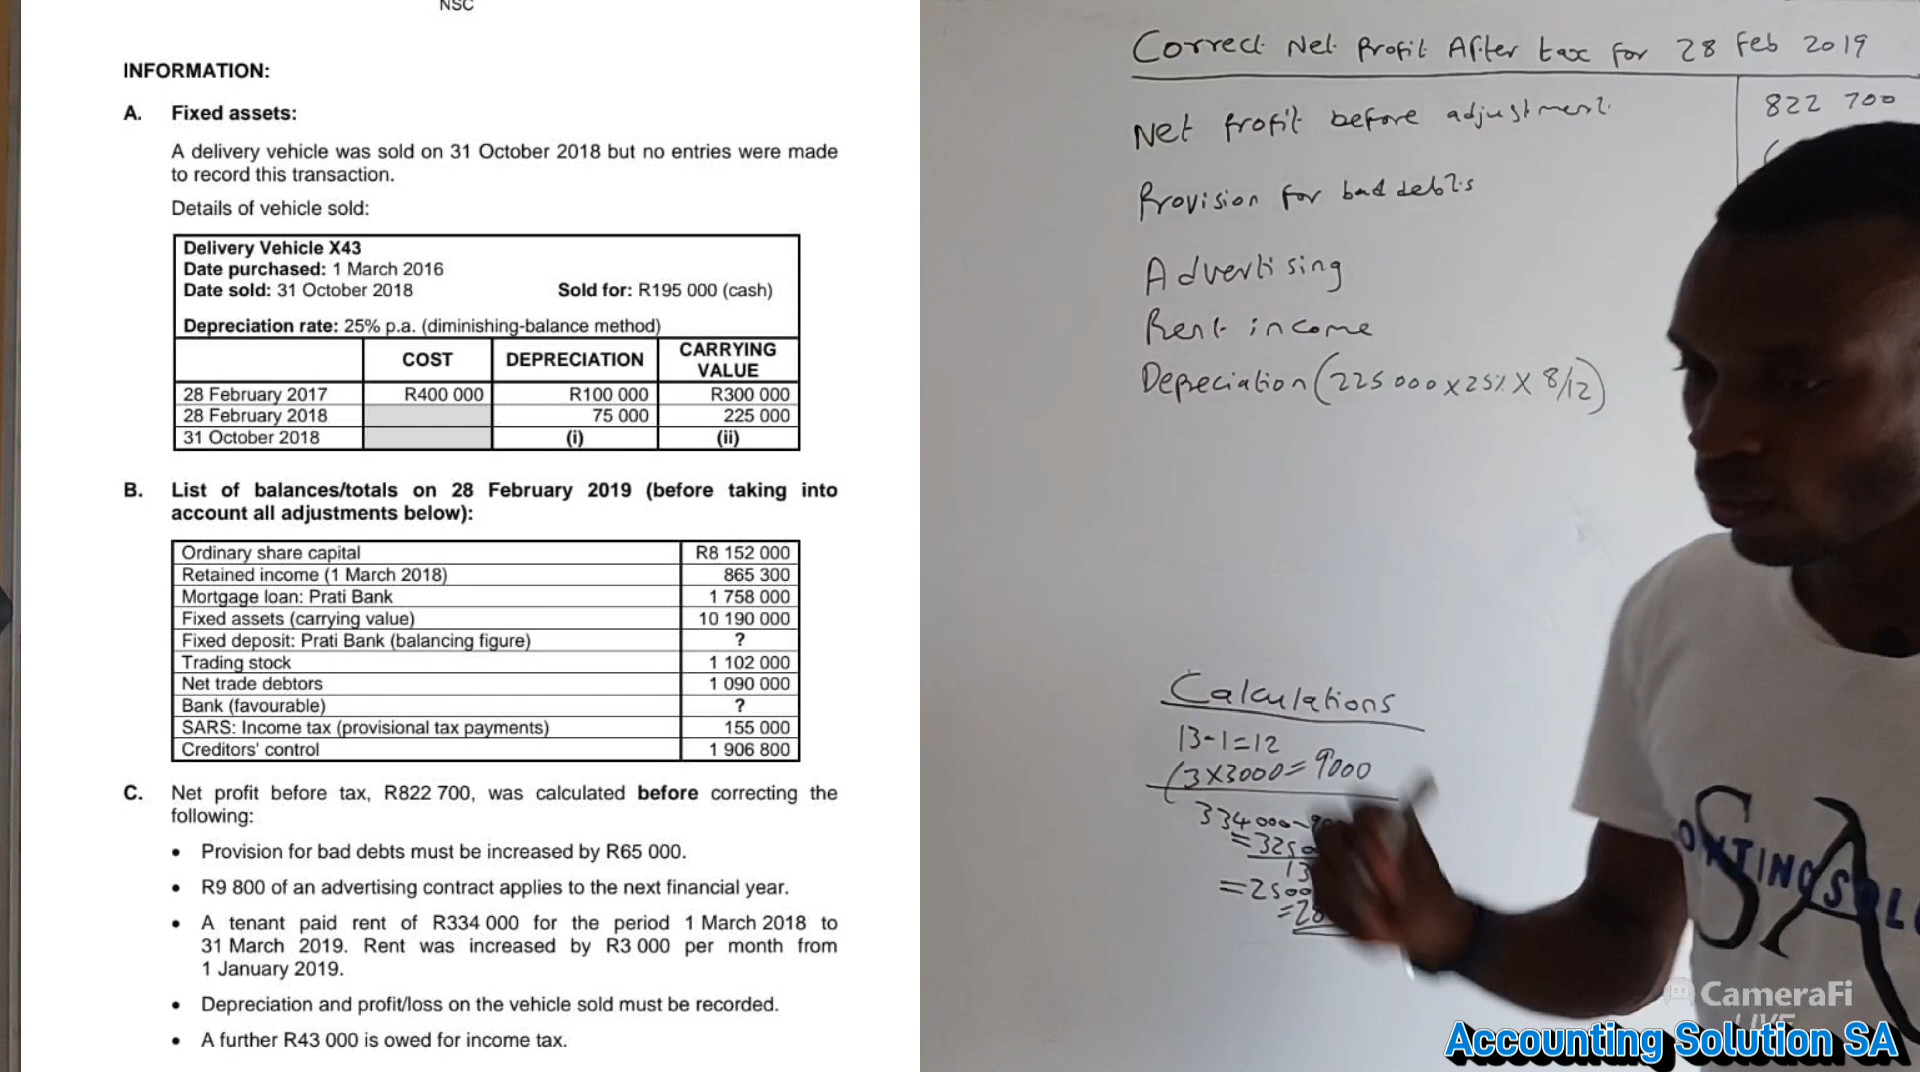 NSC
INFORMATION:
A. Fixed assets:
A delivery vehicle was sold on 31 October 2018 but no entries were made
to record this transaction.
Details of vehicle sold:
Delivery Vehicle X43
Date purchased: 1 March 2016
Date sold: 31 October 2018 Sold for: R195 000 (cash)
Depreciation rate: 25% p.a. (diminishing-balance method)
COST DEPRECIATION CARRYING VALUE
28 February 2017 R400 000 R100 000 R300 000
28 February 2018 75 000 225 000
31 October 2018 (i) (ii)
B. List of balances/totals on 28 February 2019 (before taking into
account all adjustments below):
Ordinary share capital R8 152 000
Retained income (1 March 2018) 865 300
Mortgage loan: Prati Bank 1 758 000
Fixed assets (carrying value) 10 190 000
Fixed deposit: Prati Bank (balancing figure) ?
Trading stock 1 102 000
Net trade debtors 1 090 000
Bank (favourable) ?
SARS: Income tax (provisional tax payments) 155 000
Creditors' control 1 906 800
C. Net profit before tax, R822 700, was calculated before correcting the
following:
• Provision for bad debts must be increased by R65 000.
• R9 800 of an advertising contract applies to the next financial year.
• A tenant paid rent of R334 000 for the period 1 March 2018 to
31 March 2019. Rent was increased by R3 000 per month from
1 January 2019.
• Depreciation and profit/loss on the vehicle sold must be recorded.
• A further R43 000 is owed for income tax.
Correct Net Profit After tax for 28 Feb 2019
Net profit before adjustment 822 700
Provision for bad debts (
Advertising
Rent income
Depreciation (225 000 x 25% x 8/12)
Calculations
13-1=12
(3x3000=9000
334 000-
=325
13
=2500
=28
SA
CameraFi
LIVE
Accounting Solution SA